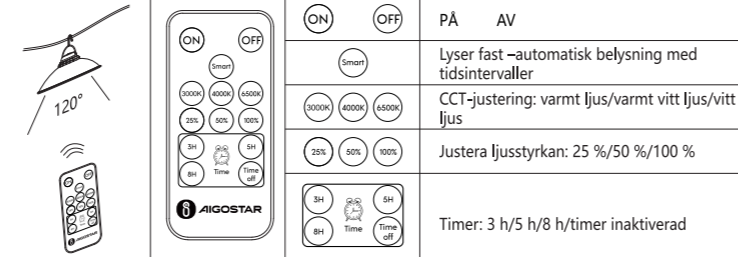 120°
ON OFF
Smart
3000K 4000K 6500K
25% 50% 100%
3H 5H
8H Time Time off
AIGOSTAR
ON OFF PÅ AV
Smart Lyser fast –automatisk belysning med
tidsintervaller
3000K 4000K 6500K CCT-justering: varmt ljus/varmt vitt ljus/vitt
ljus
25% 50% 100% Justera ljusstyrkan: 25 %/50 %/100 %
3H 5H
8H Time Time off
Timer: 3 h/5 h/8 h/timer inaktiverad
AIGOSTAR